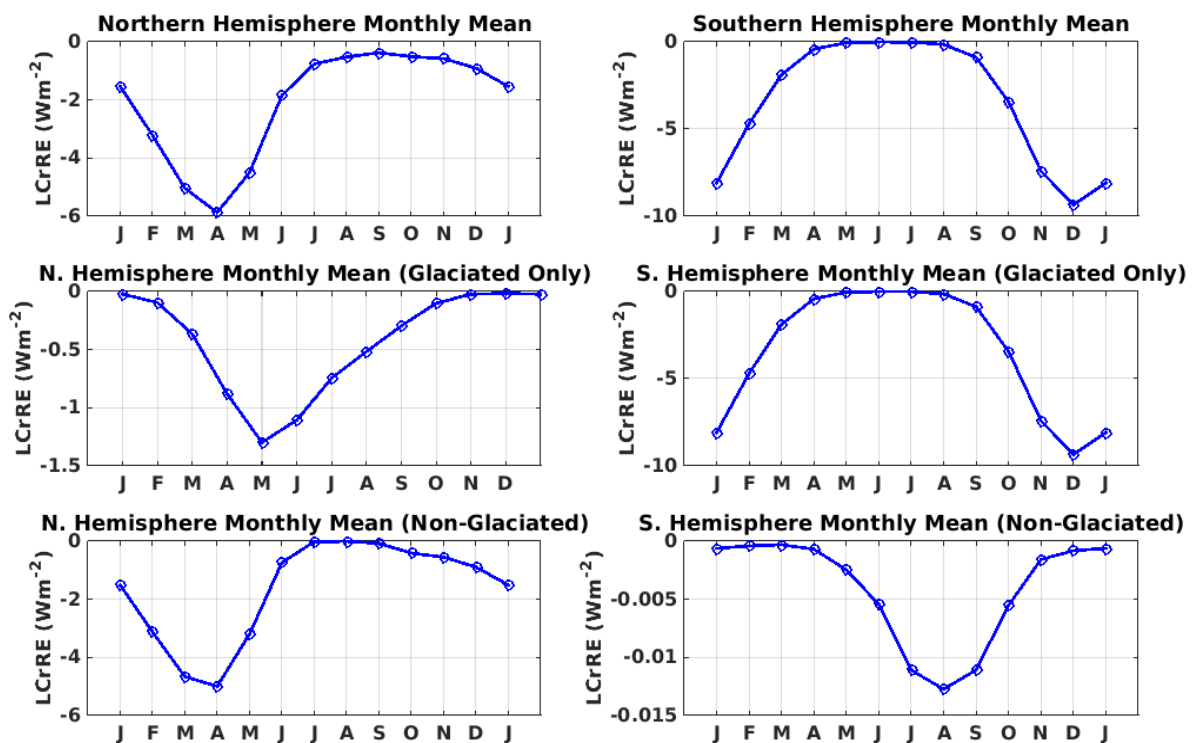 Northern Hemisphere Monthly Mean
0
-2
-4
-6
LCrRE (Wm⁻²)
J F M A M J J A S O N D J
Southern Hemisphere Monthly Mean
0
-5
-10
LCrRE (Wm⁻²)
J F M A M J J A S O N D J
N. Hemisphere Monthly Mean (Glaciated Only)
0
-0.5
-1
-1.5
LCrRE (Wm⁻²)
J F M A M J J A S O N D
S. Hemisphere Monthly Mean (Glaciated Only)
0
-5
-10
LCrRE (Wm⁻²)
J F M A M J J A S O N D J
N. Hemisphere Monthly Mean (Non-Glaciated)
0
-2
-4
-6
LCrRE (Wm⁻²)
J F M A M J J A S O N D J
S. Hemisphere Monthly Mean (Non-Glaciated)
0
-0.005
-0.01
-0.015
LCrRE (Wm⁻²)
J F M A M J J A S O N D J